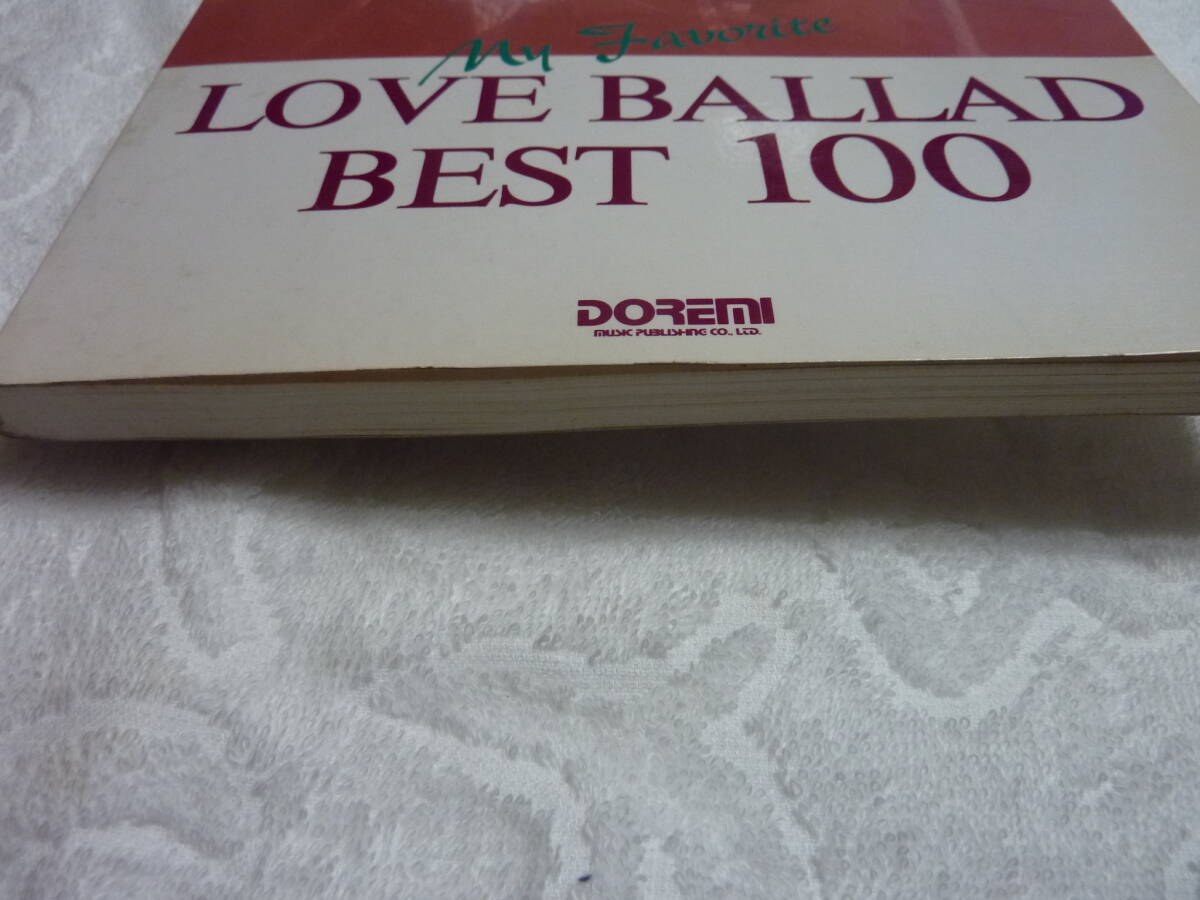 My Favorite
LOVE BALLAD
BEST 100
DOREMI
MUSIC PUBLISHING CO., LTD.